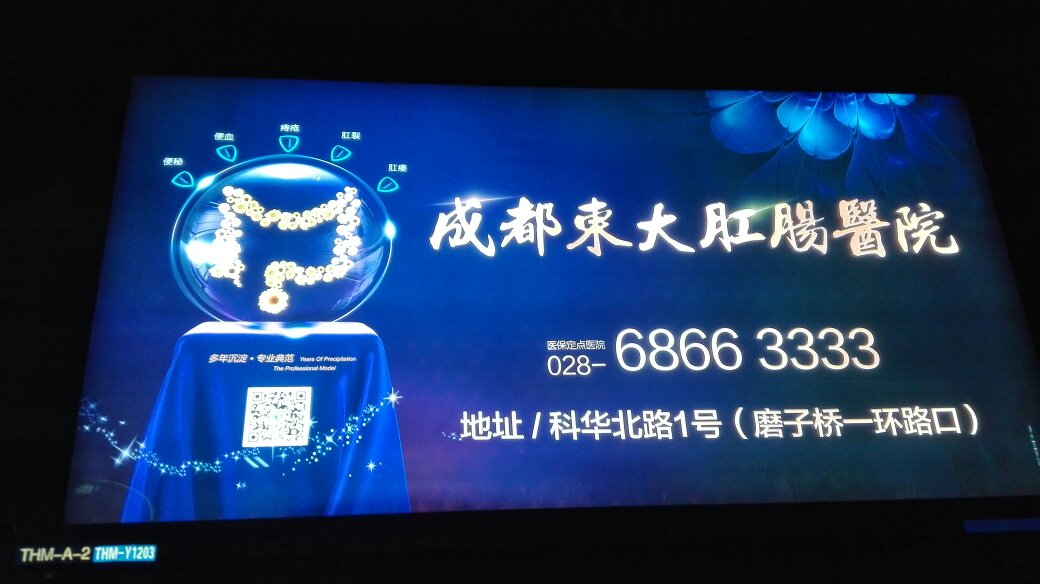 便秘
便血
痔疮
肛裂
肛瘘
成都東大肛腸醫院
医保定点医院
028-6866 3333
地址 / 科华北路1号（磨子桥一环路口）
多年沉淀·专业典范 Years Of Precipitation
The Professional Model
THM-A-2 THM-Y1203